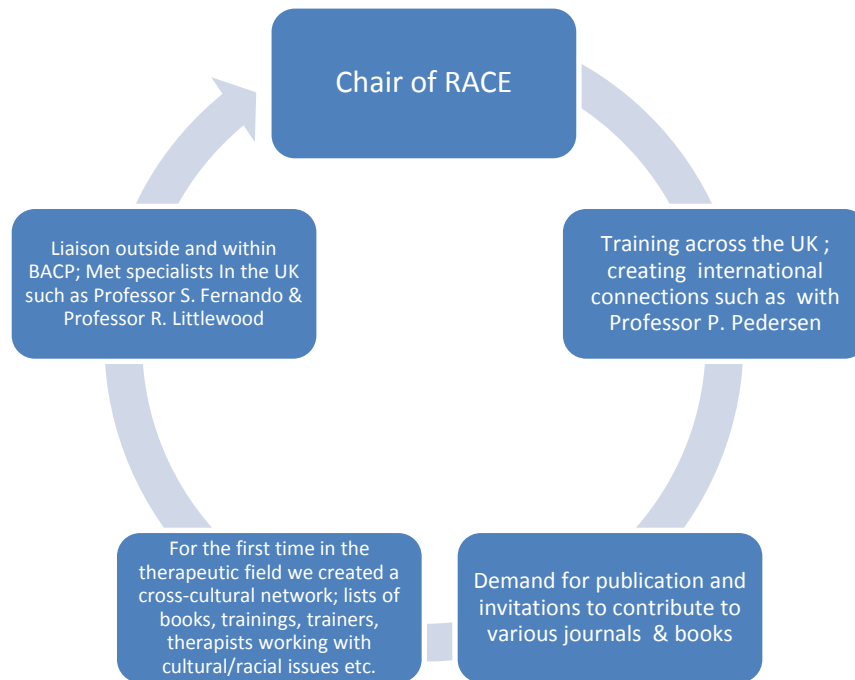 Chair of RACE
Training across the UK ;
creating international
connections such as with
Professor P. Pedersen
Demand for publication and
invitations to contribute to
various journals & books
For the first time in the
therapeutic field we created a
cross-cultural network; lists of
books, trainings, trainers,
therapists working with
cultural/racial issues etc.
Liaison outside and within
BACP; Met specialists In the UK
such as Professor S. Fernando &
Professor R. Littlewood